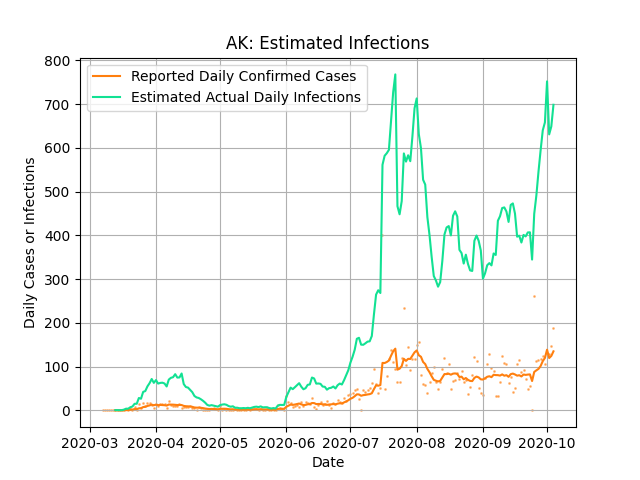 AK: Estimated Infections
Reported Daily Confirmed Cases
Estimated Actual Daily Infections
Daily Cases or Infections
800
700
600
500
400
300
200
100
0
2020-03 2020-04 2020-05 2020-06 2020-07 2020-08 2020-09 2020-10
Date